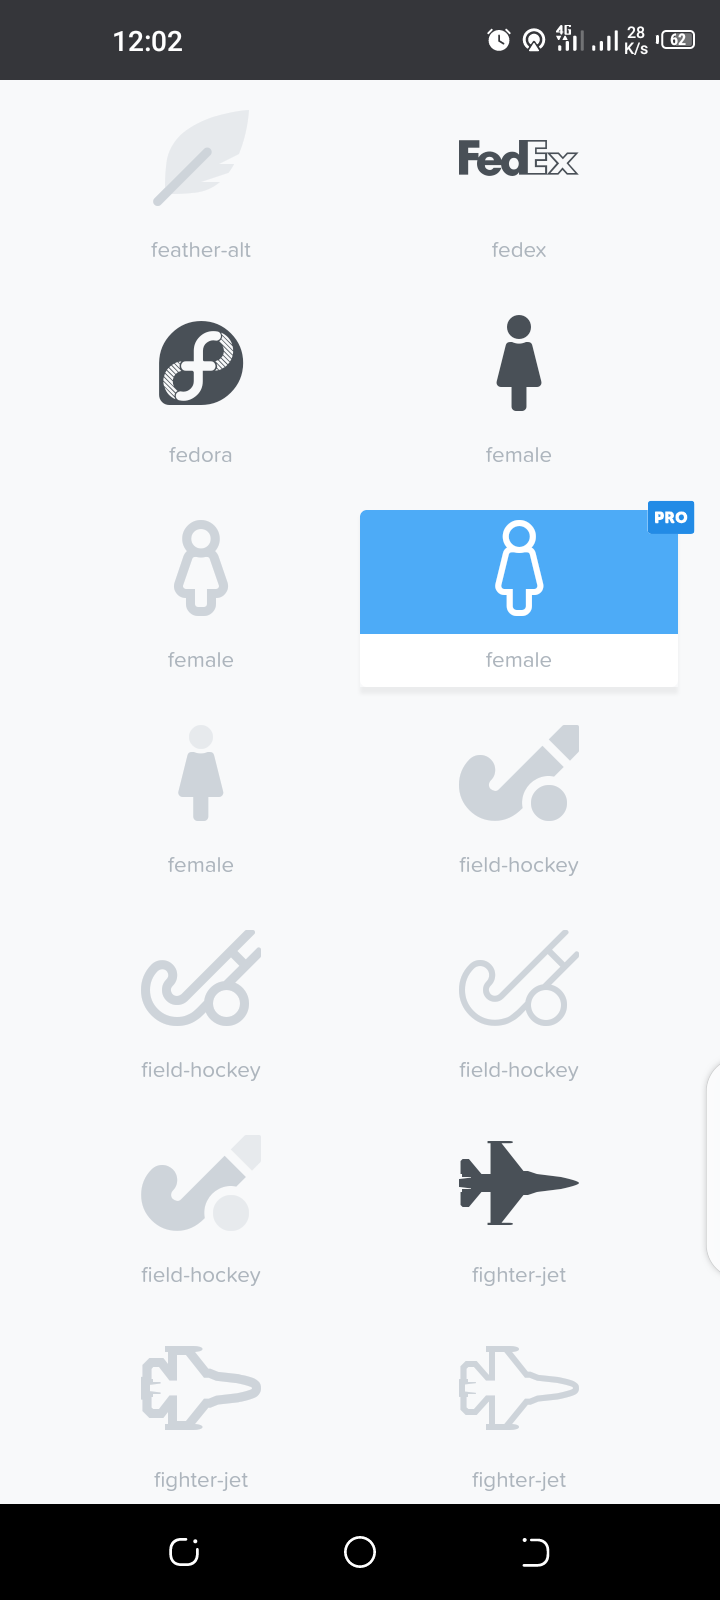 12:02
4G
28
K/s
62
FedEx
feather-alt
fedex
fedora
female
PRO
female
female
female
field-hockey
field-hockey
field-hockey
field-hockey
fighter-jet
fighter-jet
fighter-jet